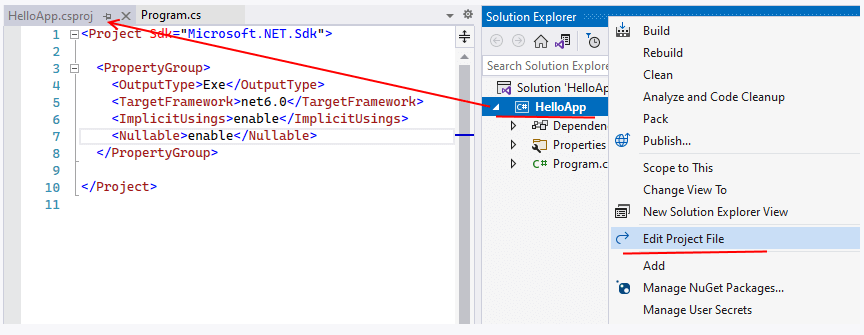 HelloApp.csproj
Program.cs
1 <Project Sdk="Microsoft.NET.Sdk">
2
3 <PropertyGroup>
4 <OutputType>Exe</OutputType>
5 <TargetFramework>net6.0</TargetFramework>
6 <ImplicitUsings>enable</ImplicitUsings>
7 <Nullable>enable</Nullable>
8 </PropertyGroup>
9
10 </Project>
11
Solution Explorer
Search Solution Explore
Solution 'HelloAp
C# HelloApp
Dependen
Properties
C# Program.c
Build
Rebuild
Clean
Analyze and Code Cleanup
Pack
Publish...
Scope to This
Change View To
New Solution Explorer View
Edit Project File
Add
Manage NuGet Packages...
Manage User Secrets